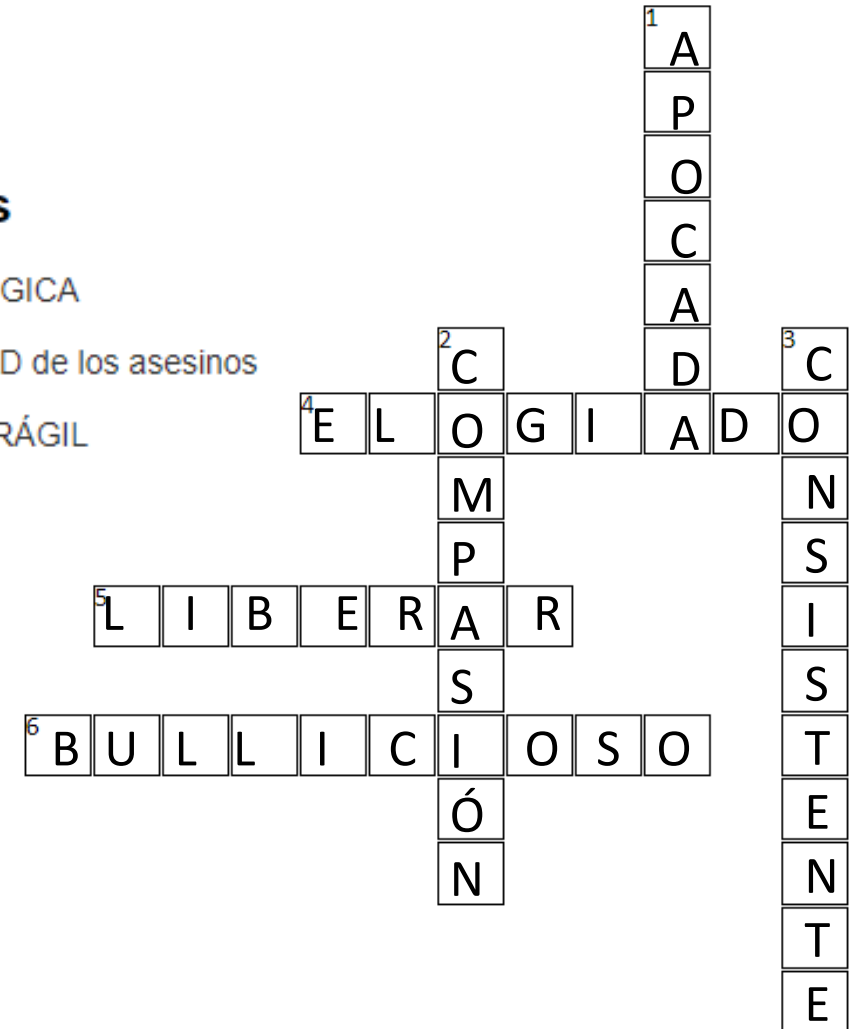 s
GICA
D de los asesinos
RÁGIL
1 APOCADA
2 COMPASIÓN
3 CONSISTENTE
4 ELOGIADO
5 LIBERAR
6 BULLICIOSO